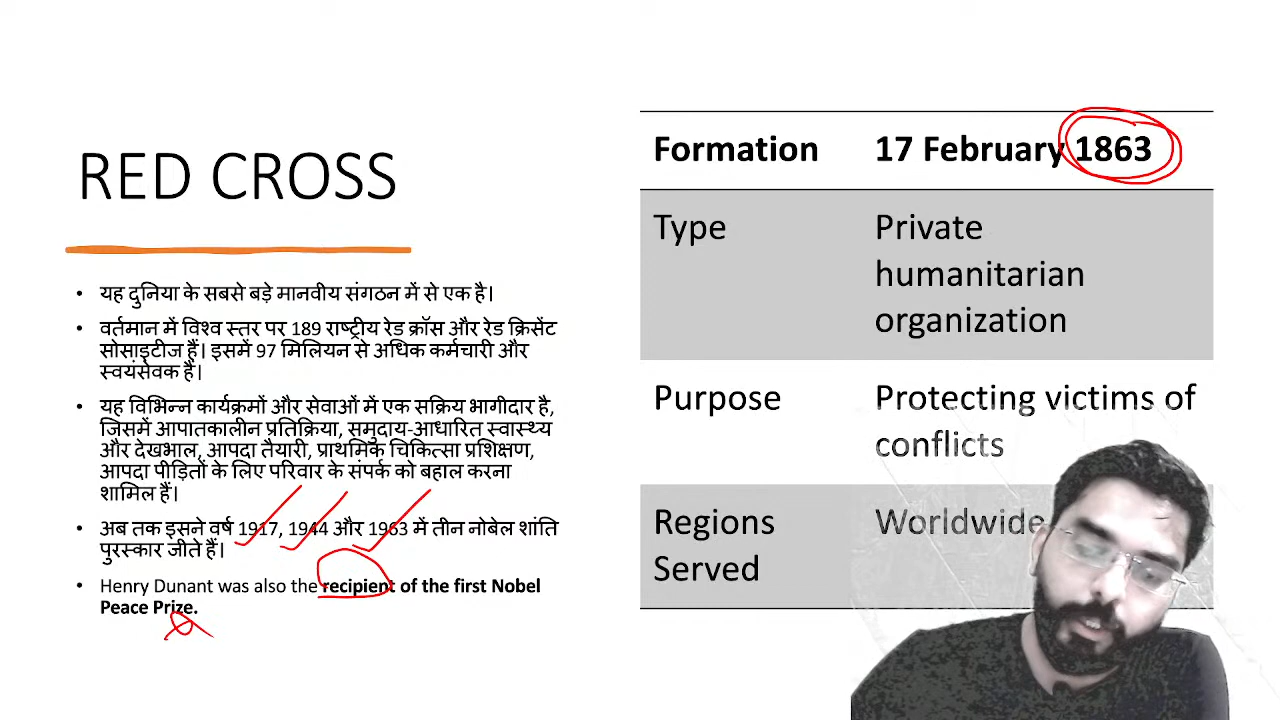 RED CROSS
• यह दुनिया के सबसे बड़े मानवीय संगठन में से एक है।
• वर्तमान में विश्व स्तर पर 189 राष्ट्रीय रेड क्रॉस और रेड क्रिसेंट
सोसाइटीज हैं। इसमें 97 मिलियन से अधिक कर्मचारी और
स्वयंसेवक हैं।
• यह विभिन्न कार्यक्रमों और सेवाओं में एक सक्रिय भागीदार है,
जिसमें आपातकालीन प्रतिक्रिया, समुदाय-आधारित स्वास्थ्य
और देखभाल, आपदा तैयारी, प्राथमिक चिकित्सा प्रशिक्षण,
आपदा पीड़ितों के लिए परिवार के संपर्क को बहाल करना
शामिल हैं।
• अब तक इसने वर्ष 1917, 1944 और 1963 में तीन नोबेल शांति
पुरस्कार जीते हैं।
• Henry Dunant was also the recipient of the first Nobel
Peace Prize.
Formation 17 February 1863
Type Private
humanitarian
organization
Purpose Protecting victims of
conflicts
Regions Worldwide
Served